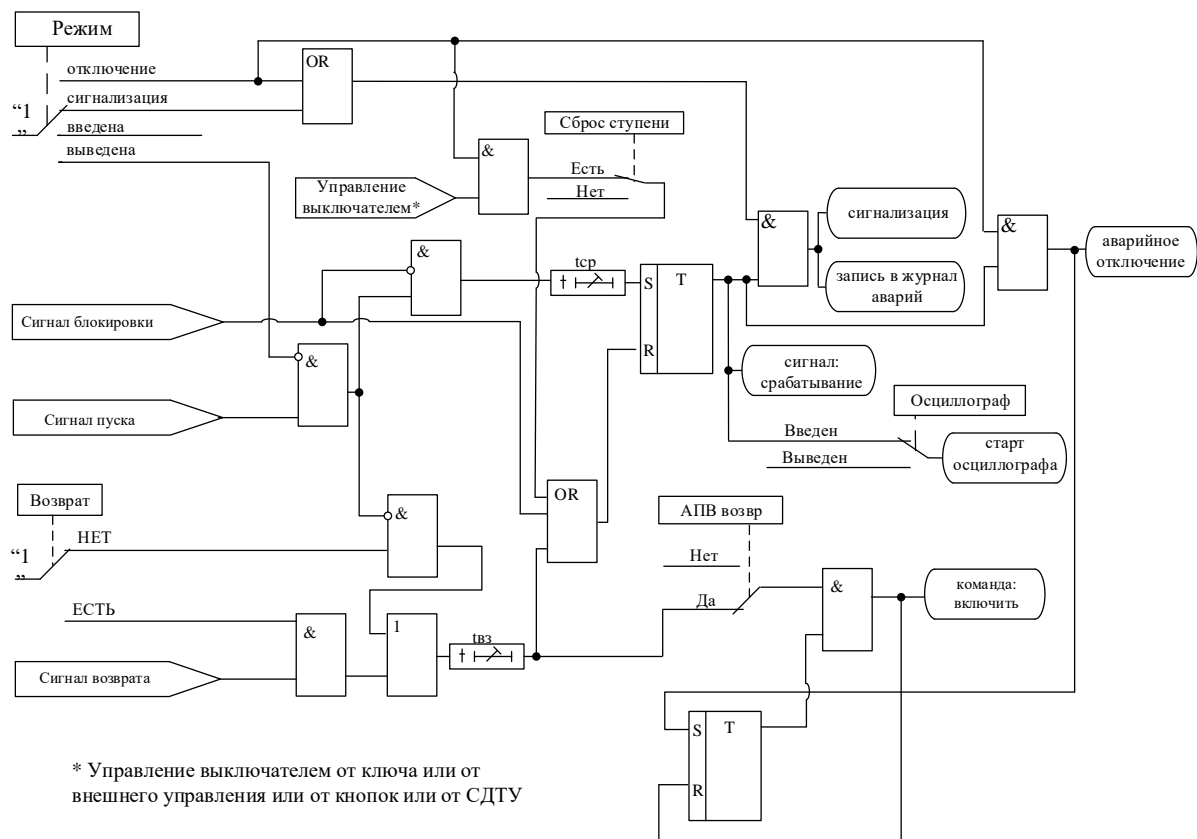 Режим
отключение
OR
сигнализация
“1
”
введена
выведена
Сброс ступени
&
Есть
Нет
Управление
выключателем*
&
сигнализация
&
аварийное
отключение
запись в журнал
аварий
&
tср
S
T
R
Сигнал блокировки
&
сигнал:
срабатывание
Сигнал пуска
Осциллограф
Введен
Выведен
старт
осциллографа
Возврат
&
OR
АПВ возвр
НЕТ
“1
”
Нет
Да
&
команда:
включить
ЕСТЬ
&
1
tвз
Сигнал возврата
S
T
R
* Управление выключателем от ключа или от
внешнего управления или от кнопок или от СДТУ